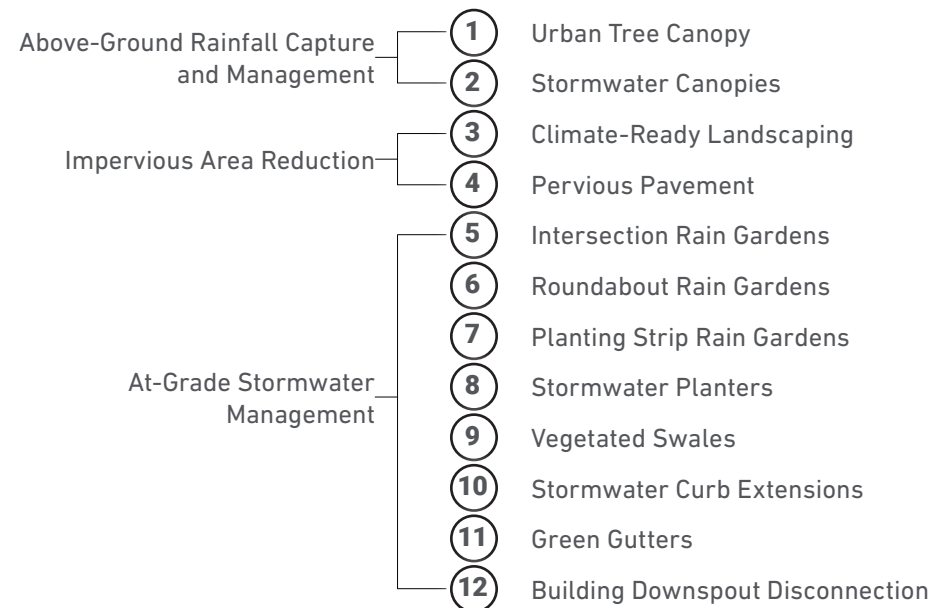 Above-Ground Rainfall Capture
and Management
1 Urban Tree Canopy
2 Stormwater Canopies
Impervious Area Reduction
3 Climate-Ready Landscaping
4 Pervious Pavement
At-Grade Stormwater
Management
5 Intersection Rain Gardens
6 Roundabout Rain Gardens
7 Planting Strip Rain Gardens
8 Stormwater Planters
9 Vegetated Swales
10 Stormwater Curb Extensions
11 Green Gutters
12 Building Downspout Disconnection